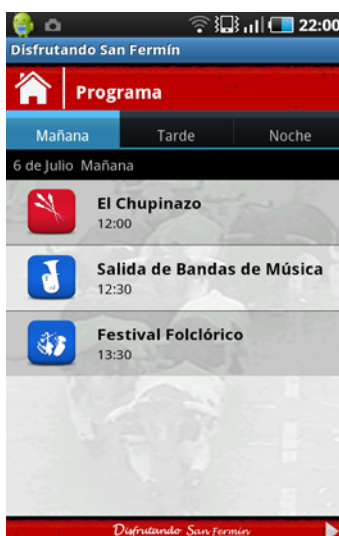 22:00
Disfrutando San Fermín
Programa
Mañana Tarde Noche
6 de Julio Mañana
El Chupinazo
12:00
Salida de Bandas de Música
12:30
Festival Folclórico
13:30
Disfrutando San Fermín